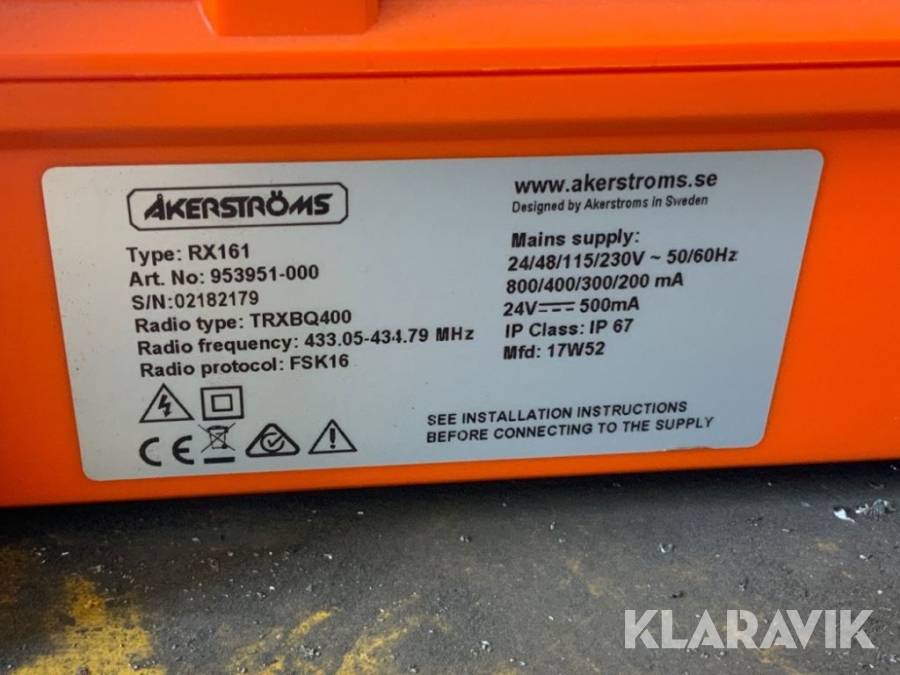 ÅKERSTRÖMS
Type: RX161
Art. No: 953951-000
S/N:02182179
Radio type: TRXBQ400
Radio frequency: 433.05-434.79 MHz
Radio protocol: FSK16
CE
www.akerstroms.se
Designed by Akerstroms in Sweden
Mains supply:
24/48/115/230V ~ 50/60Hz
800/400/300/200 mA
24V⎓ 500mA
IP Class: IP 67
Mfd: 17W52
SEE INSTALLATION INSTRUCTIONS
BEFORE CONNECTING TO THE SUPPLY
KLARAVIK